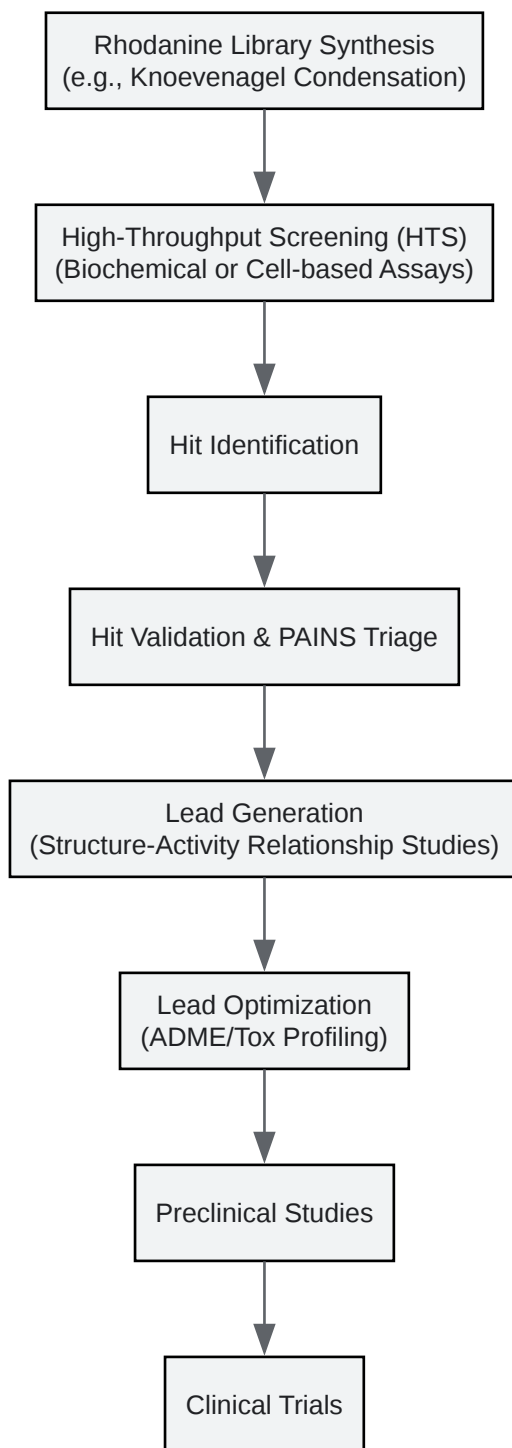 Rhodanine Library Synthesis
(e.g., Knoevenagel Condensation)
High-Throughput Screening (HTS)
(Biochemical or Cell-based Assays)
Hit Identification
Hit Validation & PAINS Triage
Lead Generation
(Structure-Activity Relationship Studies)
Lead Optimization
(ADME/Tox Profiling)
Preclinical Studies
Clinical Trials